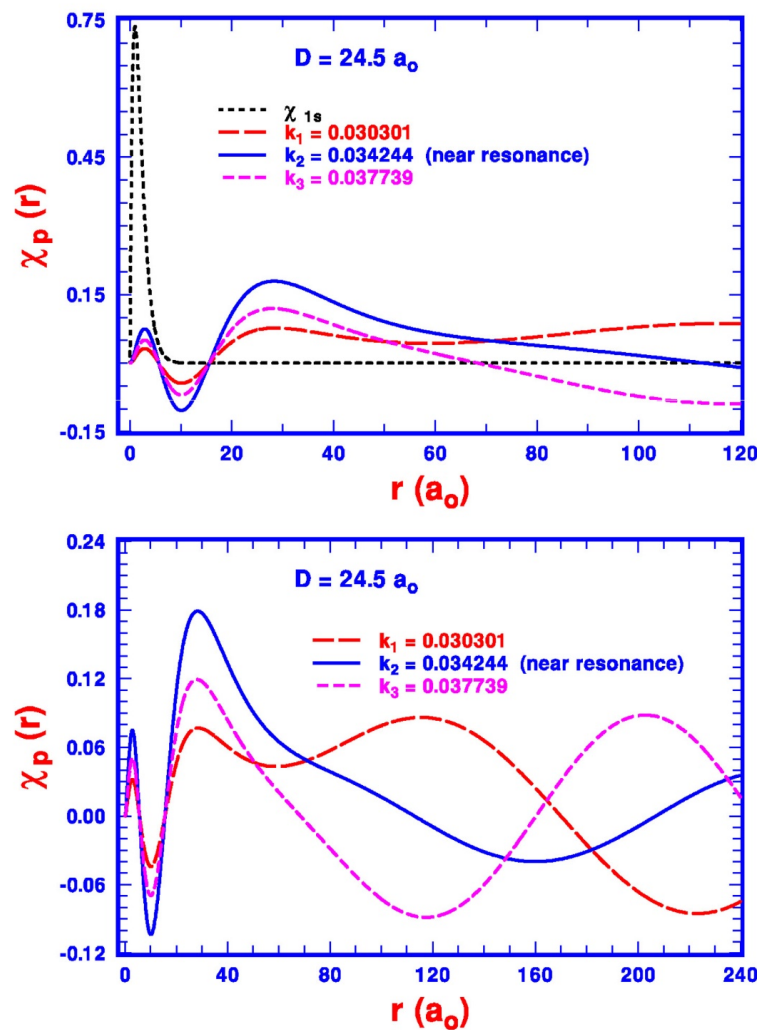 0.75
0.45
0.15
-0.15
χp (r)
D = 24.5 ao
χ 1s
k1 = 0.030301
k2 = 0.034244 (near resonance)
k3 = 0.037739
0 20 40 60 80 100 120
r (ao)
0.24
0.18
0.12
0.06
0.00
-0.06
-0.12
χp (r)
D = 24.5 ao
k1 = 0.030301
k2 = 0.034244 (near resonance)
k3 = 0.037739
0 40 80 120 160 200 240
r (ao)